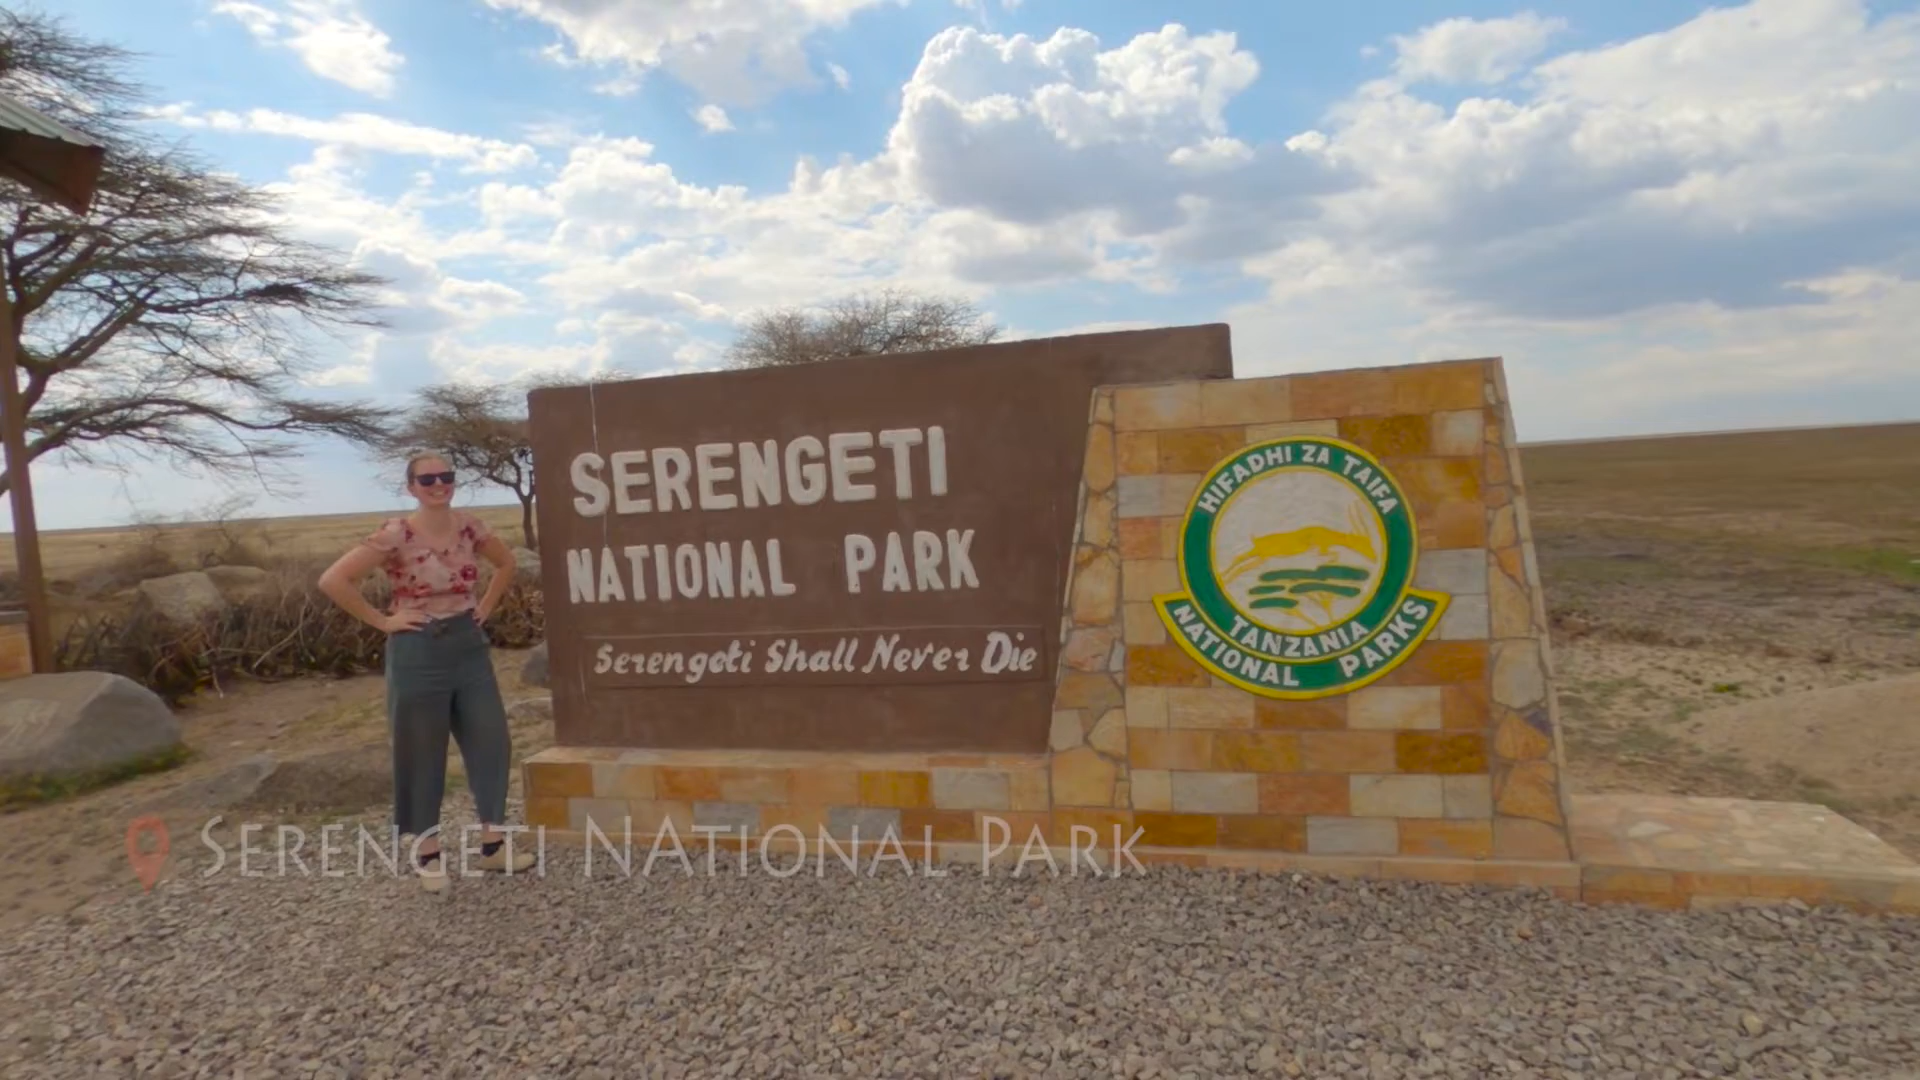 SERENGETI
NATIONAL PARK
Serengeti Shall Never Die
HIFADHI ZA TAIFA
TANZANIA
NATIONAL PARKS
SERENGETI NATIONAL PARK